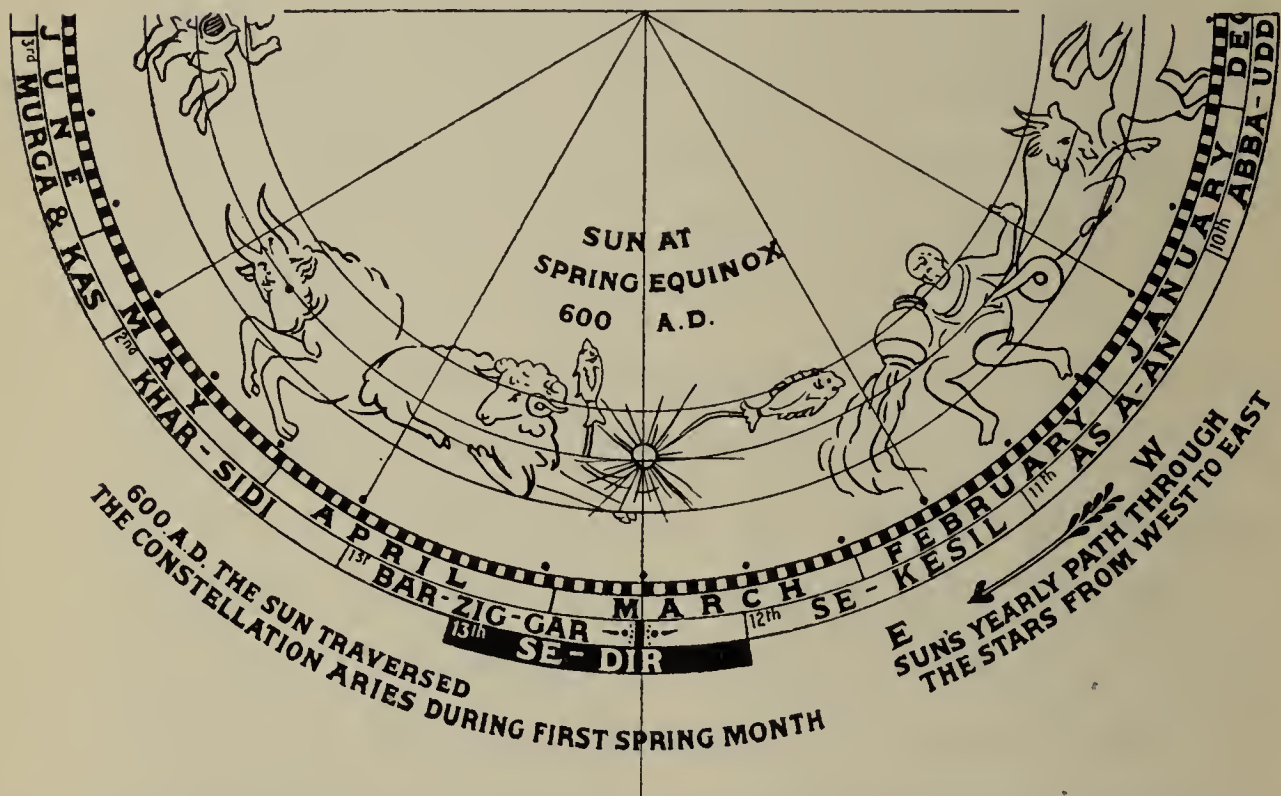 SUN AT
SPRING EQUINOX
600 A.D.
JUNE
MAY
APRIL
MARCH
FEBRUARY
JANUARY
DEC
3rd MURGA & KAS
2nd KHAR-SIDI
1st BAR-ZIG-GAR
13th SE-DIR
12th SE-KESIL
11th AS A-AN
10th ABBA-UDD
600.A.D. THE SUN TRAVERSED
THE CONSTELLATION ARIES DURING FIRST SPRING MONTH
E W
SUN'S YEARLY PATH THROUGH
THE STARS FROM WEST TO EAST